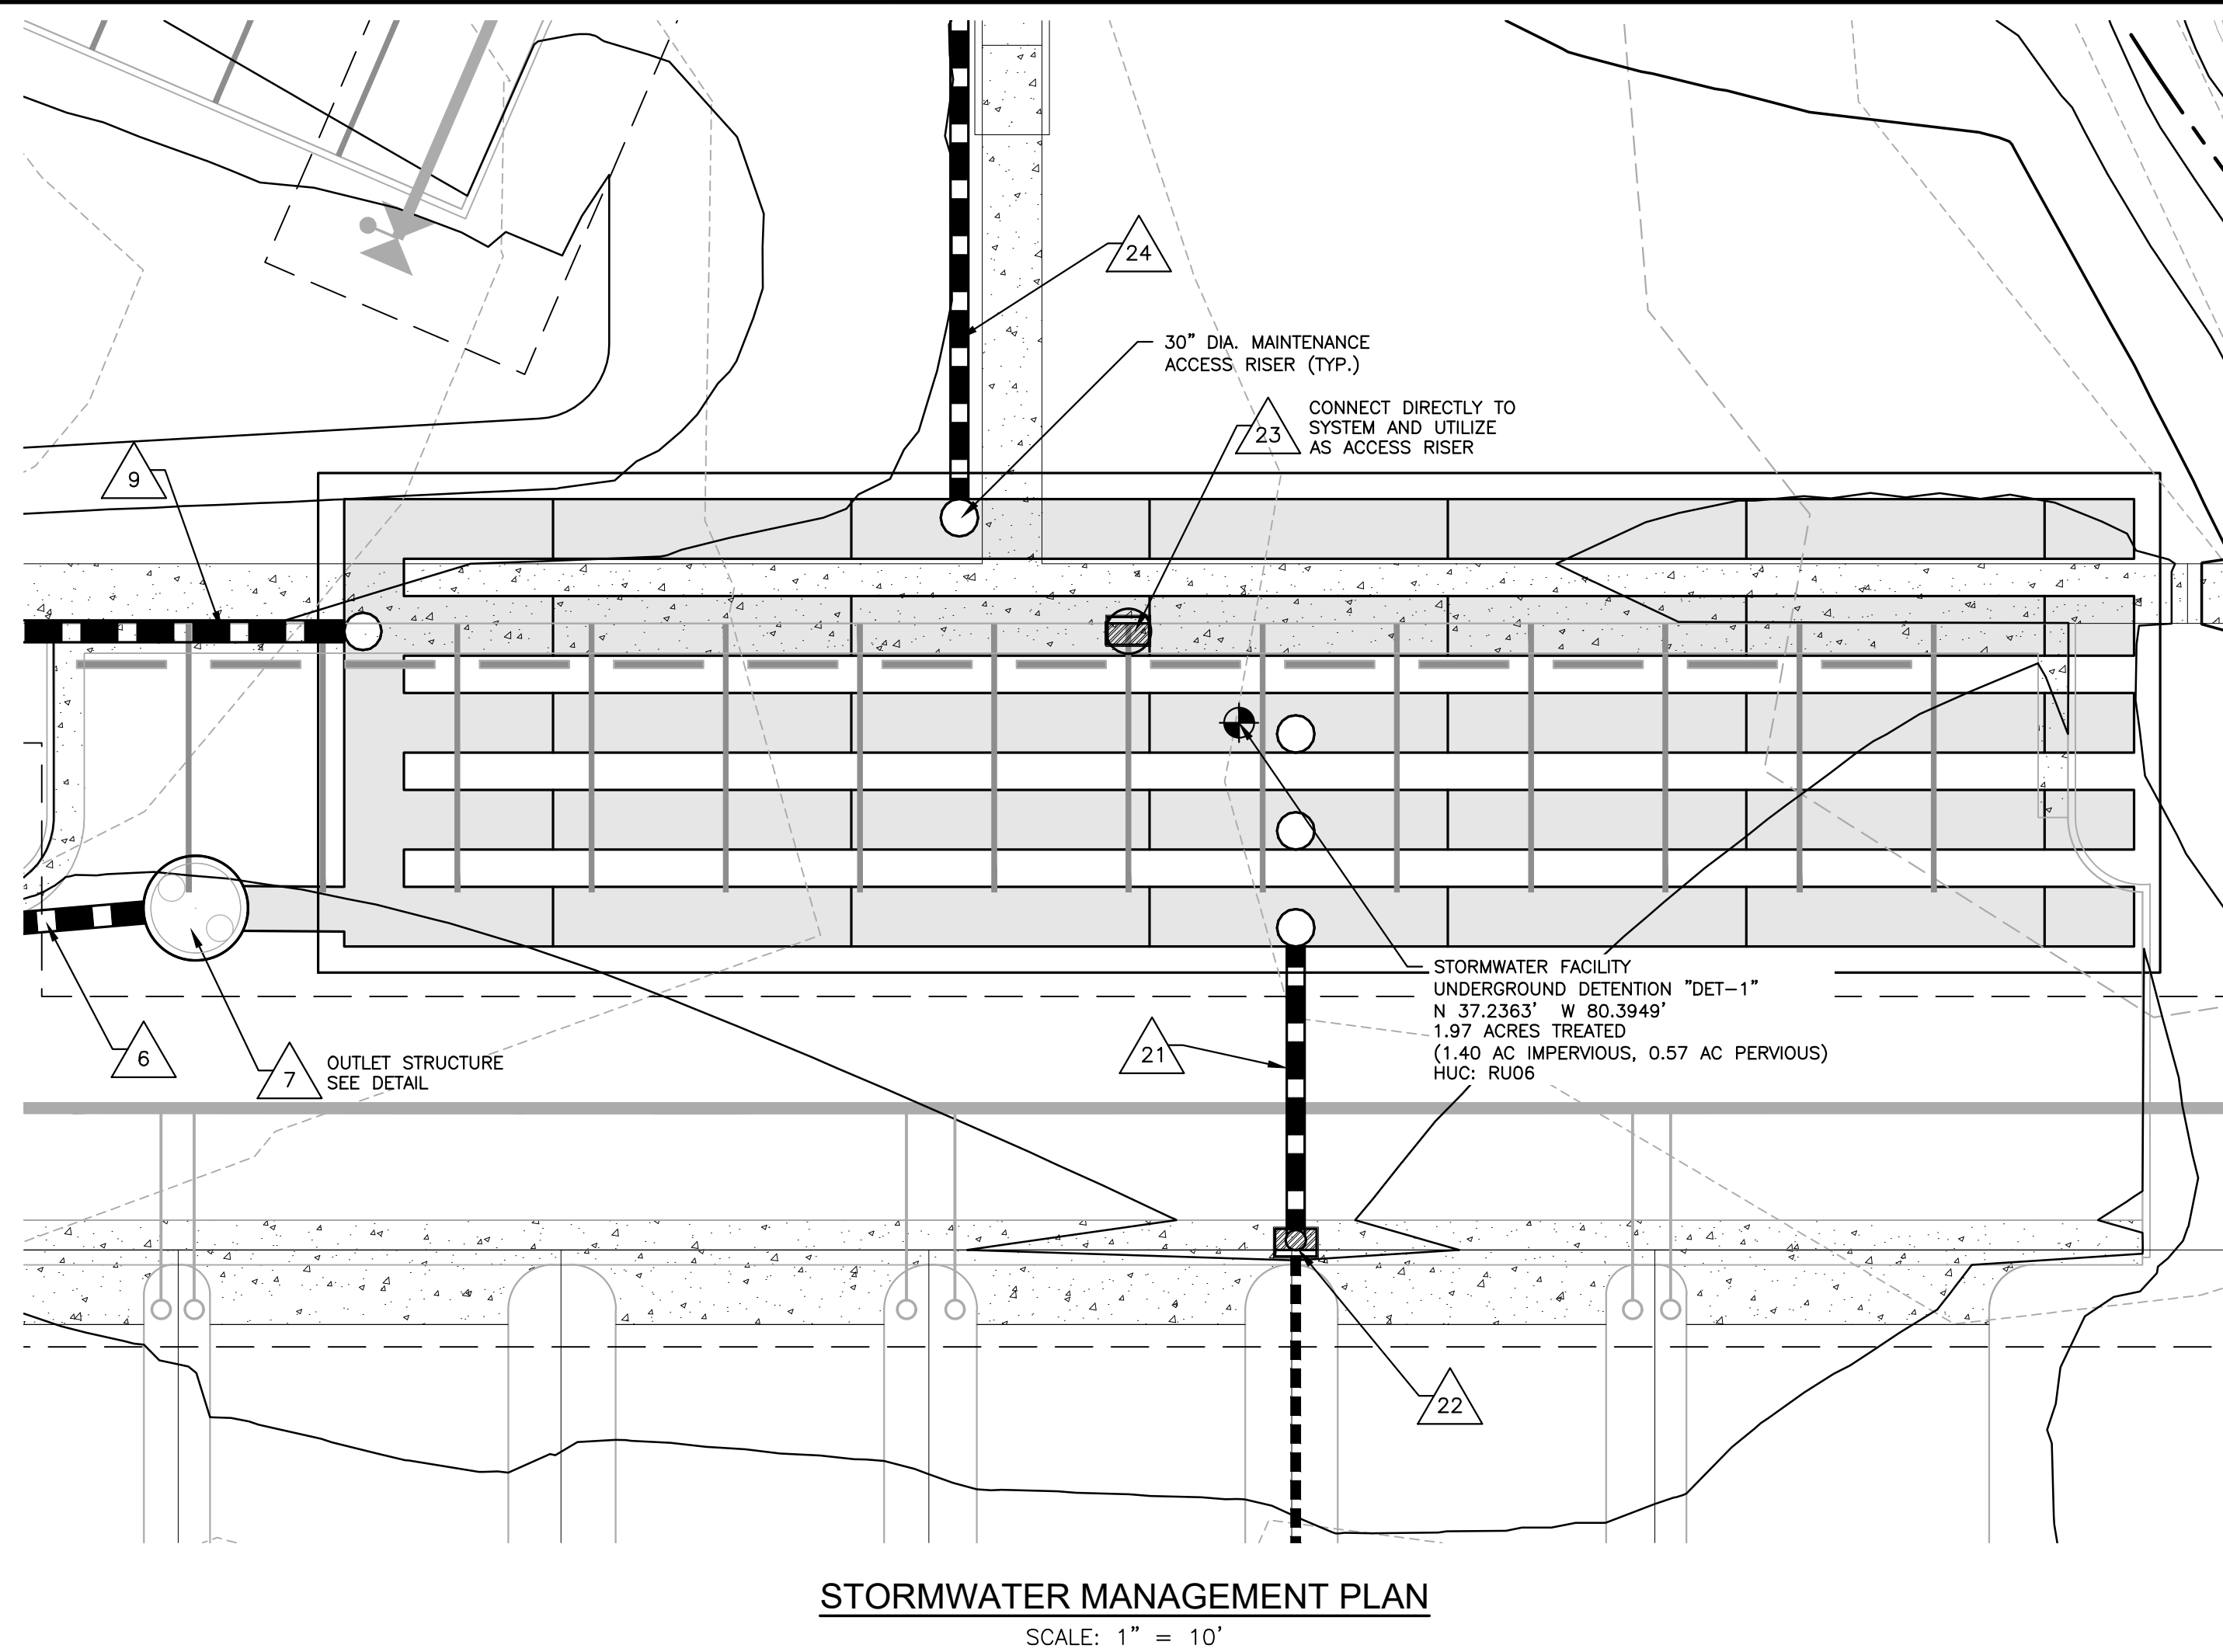 24
30" DIA. MAINTENANCE
ACCESS RISER (TYP.)
23
CONNECT DIRECTLY TO
SYSTEM AND UTILIZE
AS ACCESS RISER
9
STORMWATER FACILITY
UNDERGROUND DETENTION "DET-1"
N 37.2363' W 80.3949'
1.97 ACRES TREATED
(1.40 AC IMPERVIOUS, 0.57 AC PERVIOUS)
HUC: RU06
21
6
7
OUTLET STRUCTURE
SEE DETAIL
22
STORMWATER MANAGEMENT PLAN
SCALE: 1" = 10'